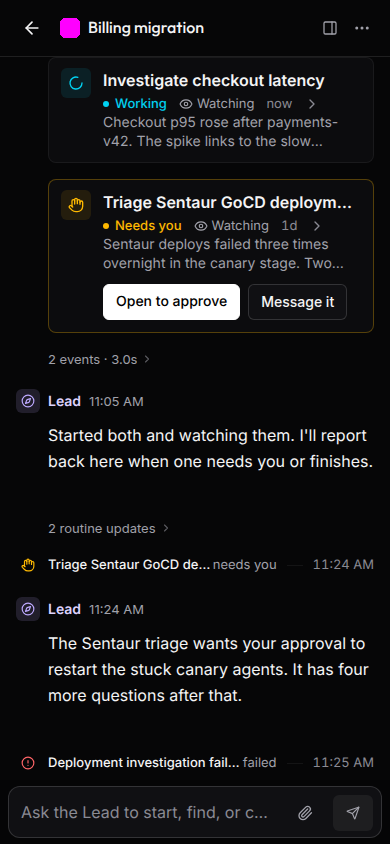 Billing migration
Investigate checkout latency
Working Watching now
Checkout p95 rose after payments-
v42. The spike links to the slow...
Triage Sentaur GoCD deploym...
Needs you Watching 1d
Sentaur deploys failed three times
overnight in the canary stage. Two...
Open to approve Message it
2 events · 3.0s
Lead 11:05 AM
Started both and watching them. I'll report
back here when one needs you or finishes.
2 routine updates
Triage Sentaur GoCD de... needs you 11:24 AM
Lead 11:24 AM
The Sentaur triage wants your approval to
restart the stuck canary agents. It has four
more questions after that.
Deployment investigation fail... failed 11:25 AM
Ask the Lead to start, find, or c...